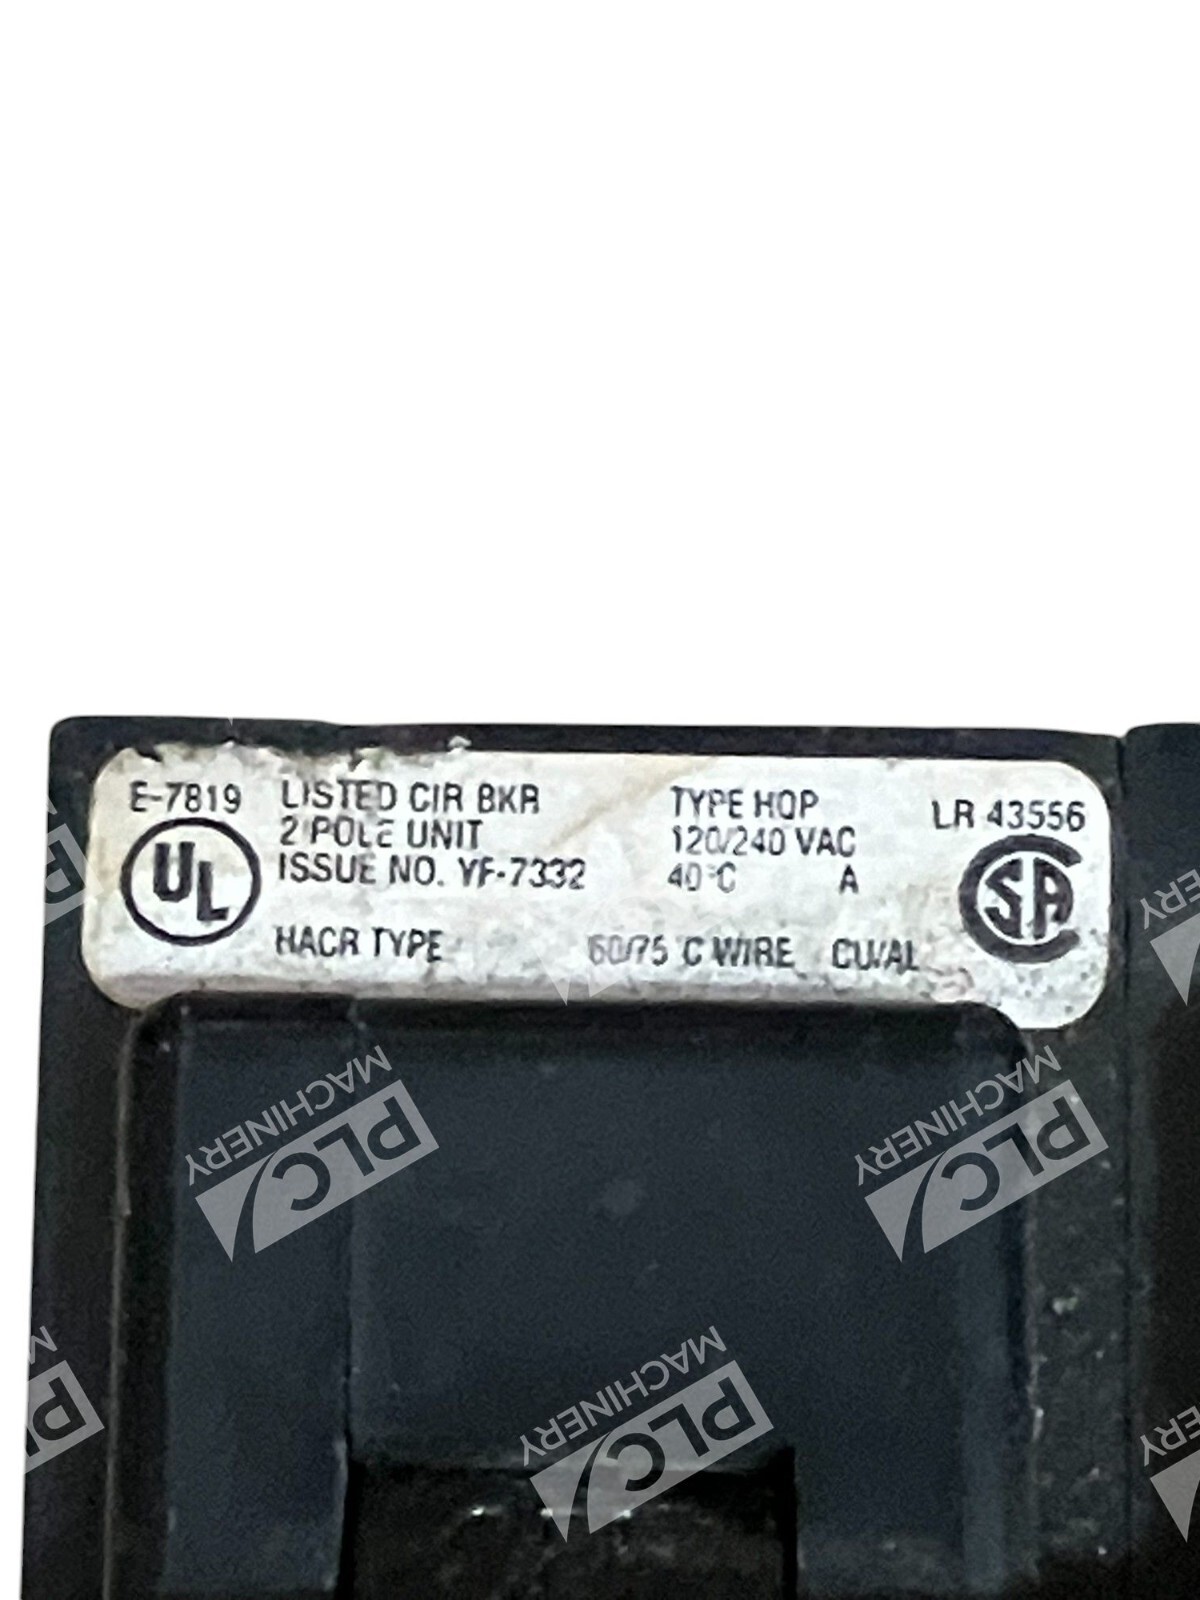 E-7819 LISTED CIR BKR TYPE HQP LR 43556
2 POLE UNIT 120/240 VAC
UL ISSUE NO. YF-7332 40°C A SA
HACR TYPE 60/75 C WIRE CU/AL
MACHINERY
PLC
MACHINERY
PLC
MACHINERY
PLC